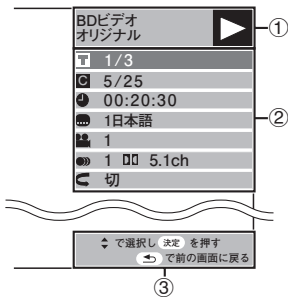 BDビデオ
オリジナル
①
T 1/3
C 5/25
00:20:30
1日本語
②
1
1 DD 5.1ch
切
で選択し 決定 を押す
で前の画面に戻る
③